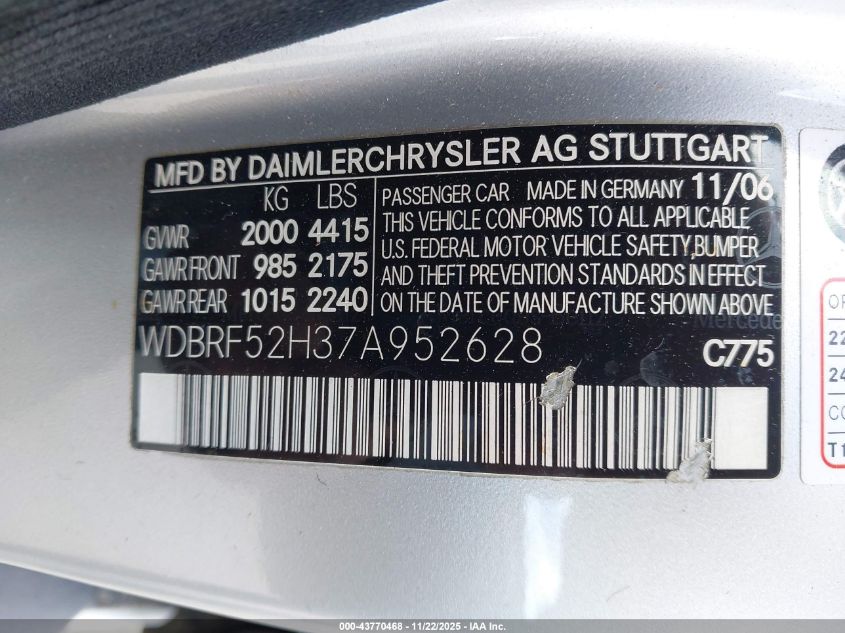 MFD BY DAIMLERCHRYSLER AG STUTTGART
KG LBS
GVWR 2000 4415
GAWR FRONT 985 2175
GAWR REAR 1015 2240
PASSENGER CAR MADE IN GERMANY 11/06
THIS VEHICLE CONFORMS TO ALL APPLICABLE
U.S. FEDERAL MOTOR VEHICLE SAFETY, BUMPER
AND THEFT PREVENTION STANDARDS IN EFFECT
ON THE DATE OF MANUFACTURE SHOWN ABOVE
WDBRF52H37A952628
C775
000-43770468 - 11/22/2025 - IAA Inc.